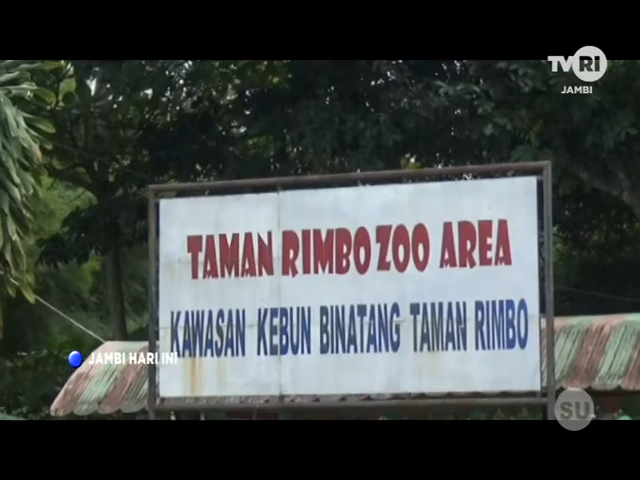 TVRI
JAMBI
TAMAN RIMBO ZOO AREA
KAWASAN KEBUN BINATANG TAMAN RIMBO
JAMBI HARI INI
SU